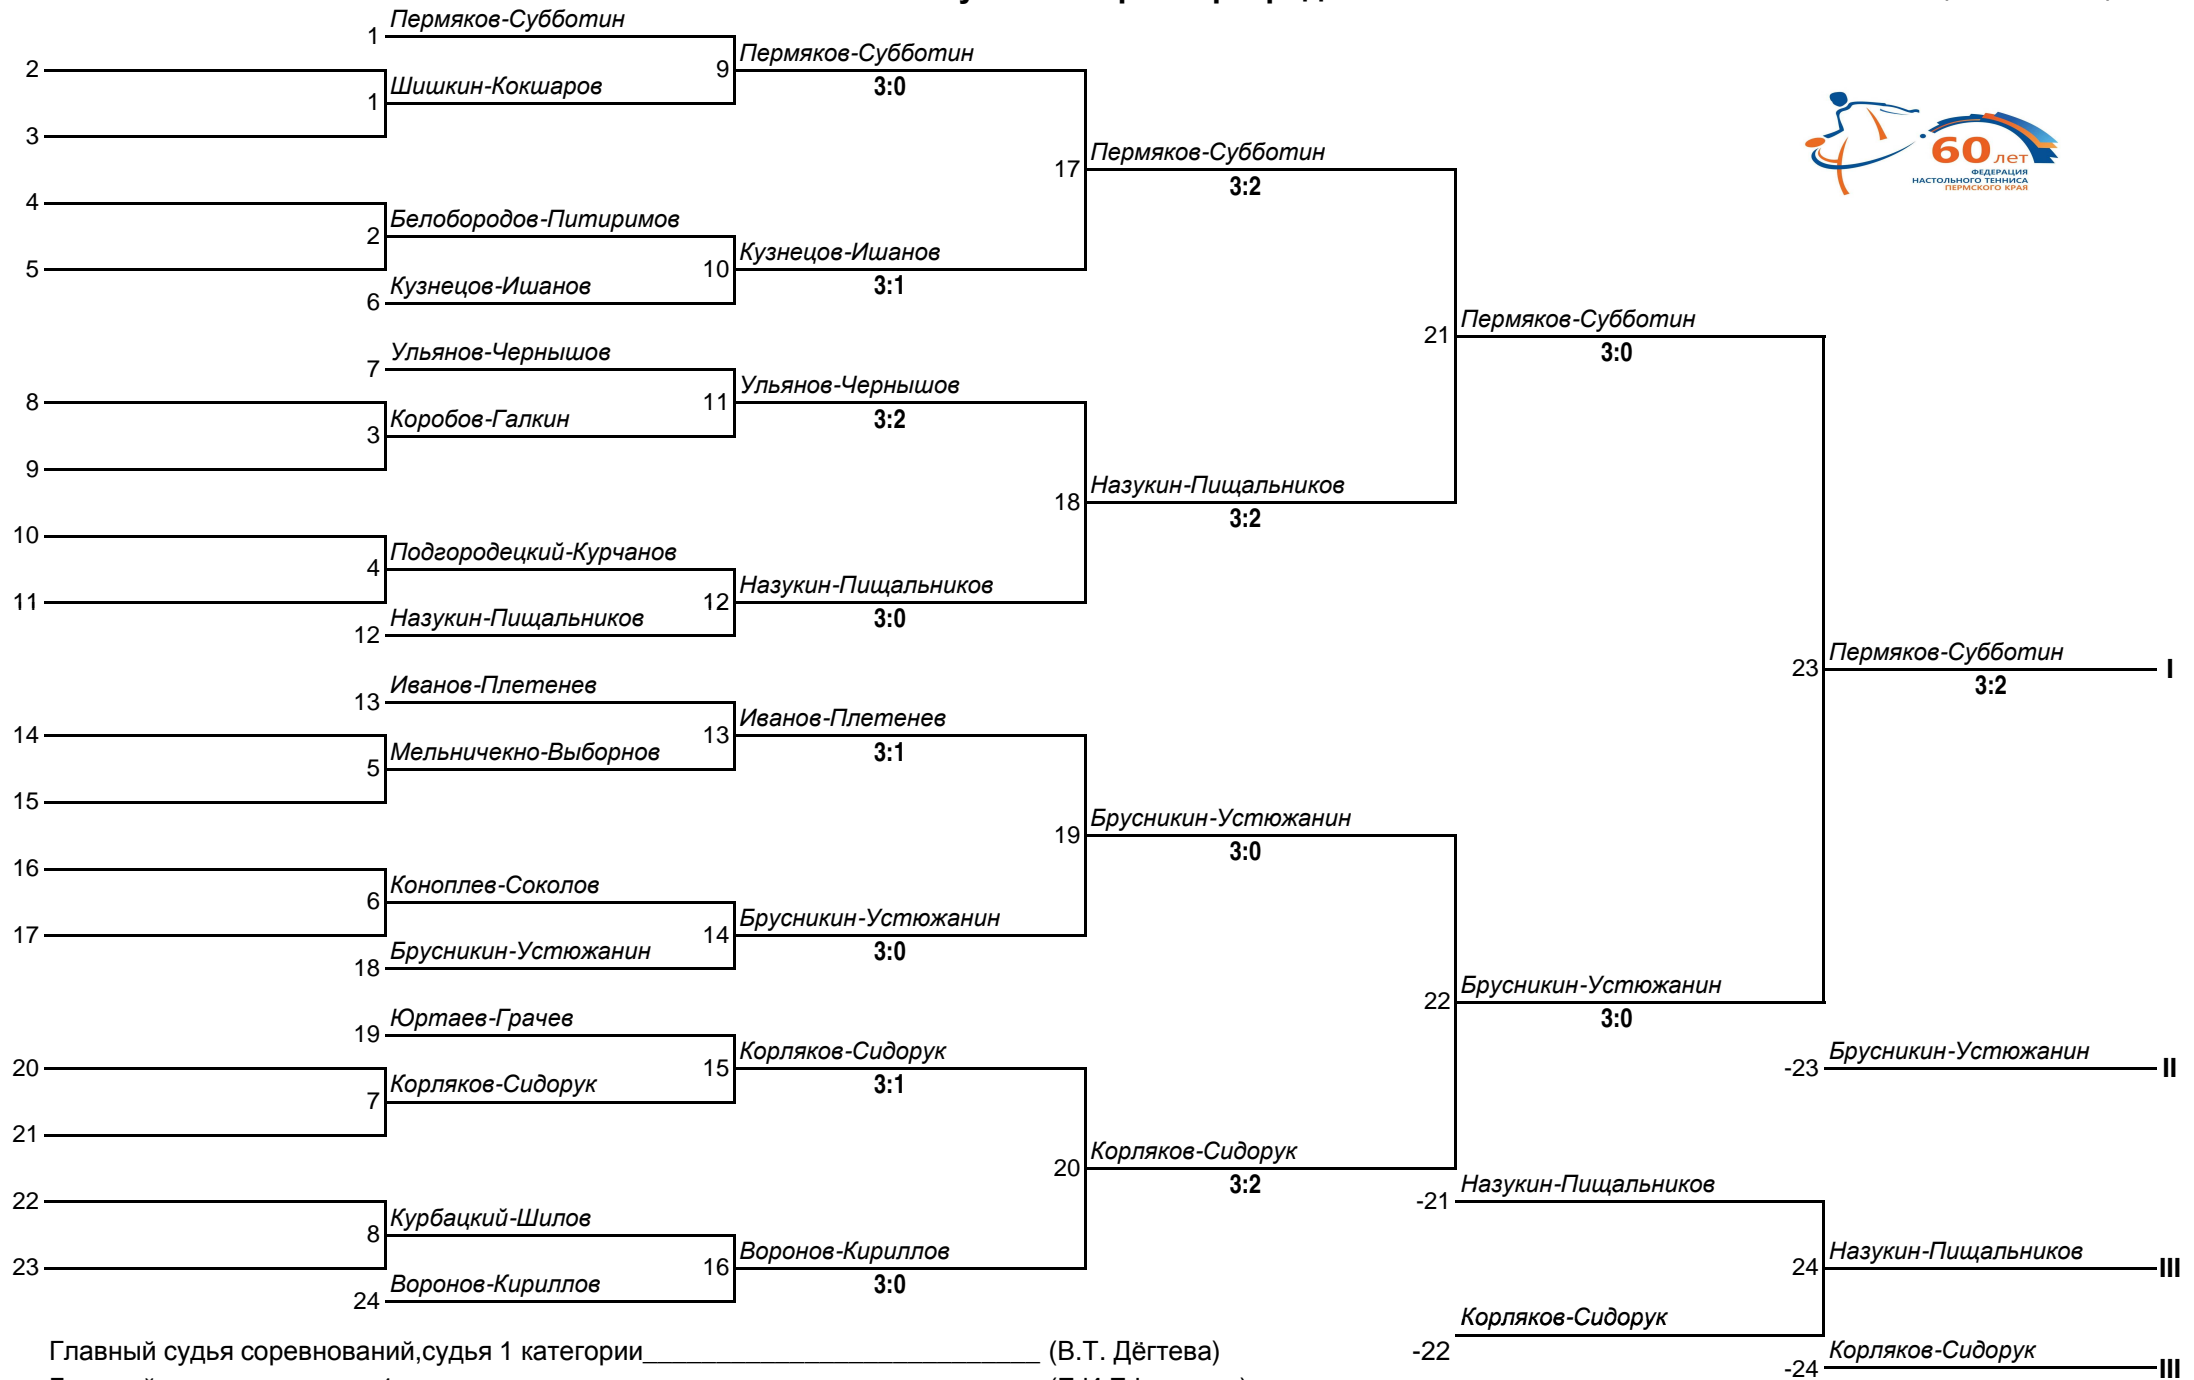 Пермяков-Субботин
1
Пермяков-Субботин
2
9
Шишкин-Кокшаров
3:0
1
3
Пермяков-Субботин
17
3:2
4
Белобородов-Питиримов
2
Кузнецов-Ишанов
5
10
Кузнецов-Ишанов
3:1
6
Пермяков-Субботин
21
3:0
Ульянов-Чернышов
7
Ульянов-Чернышов
8
11
Коробов-Галкин
3:2
3
9
Назукин-Пищальников
18
3:2
10
Подгородецкий-Курчанов
4
Назукин-Пищальников
11
12
Назукин-Пищальников
3:0
12
Пермяков-Субботин
23
I
3:2
Иванов-Плетенев
13
Иванов-Плетенев
14
13
Мельничекно-Выборнов
3:1
5
15
Брусникин-Устюжанин
19
3:0
16
Коноплев-Соколов
6
Брусникин-Устюжанин
17
14
Брусникин-Устюжанин
3:0
18
Брусникин-Устюжанин
22
3:0
Юртаев-Грачев
19
Корляков-Сидорук
Брусникин-Устюжанин
20
15
-23
II
Корляков-Сидорук
3:1
7
21
Корляков-Сидорук
20
3:2
Назукин-Пищальников
22
-21
Курбацкий-Шилов
8
Воронов-Кириллов
Назукин-Пищальников
23
16
24
III
Воронов-Кириллов
3:0
24
Корляков-Сидорук
Главный судья соревнований,судья 1 категории____________________________ (В.Т. Дёгтева)
-22
Корляков-Сидорук
-24
III
60 лет
ФЕДЕРАЦИЯ
НАСТОЛЬНОГО ТЕННИСА
ПЕРМСКОГО КРАЯ